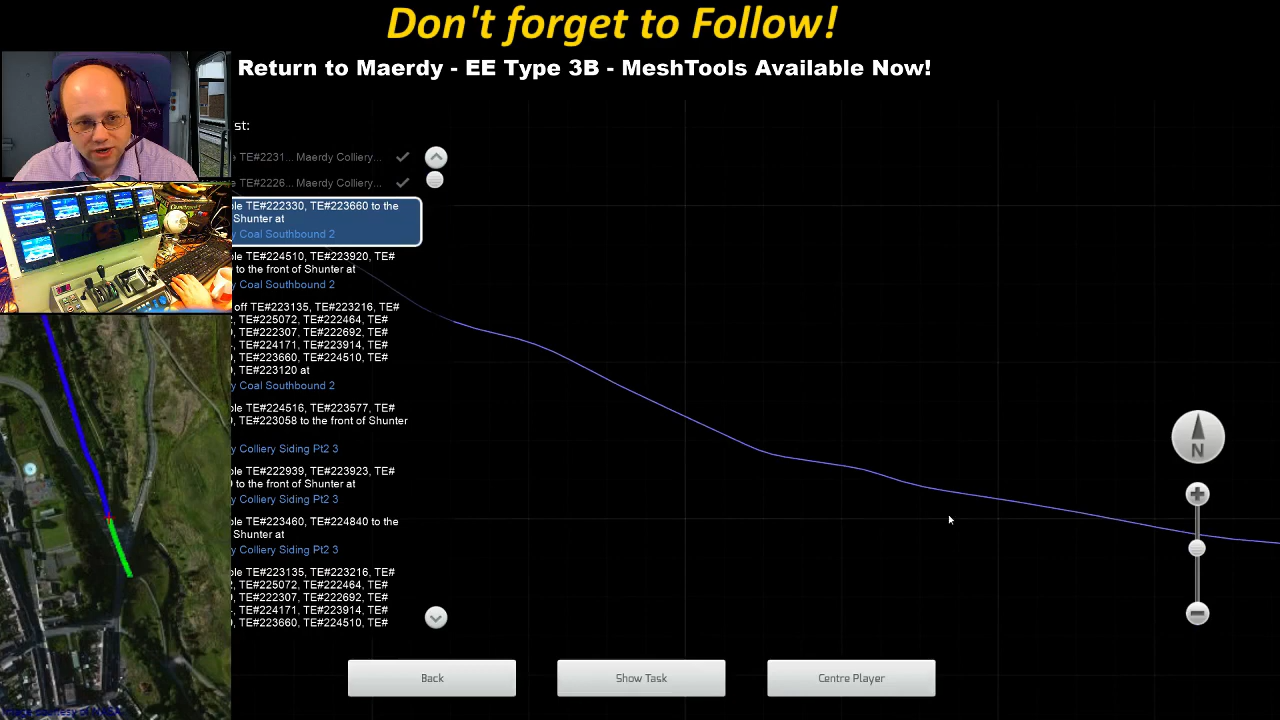 Don't forget to Follow!
Return to Maerdy - EE Type 3B - MeshTools Available Now!
st:
TE#2231... Maerdy Colliery...
TE#2226... Maerdy Colliery...
ple TE#222330, TE#223660 to the
Shunter at
y Coal Southbound 2
ple TE#224510, TE#223920, TE#
to the front of Shunter at
y Coal Southbound 2
off TE#223135, TE#223216, TE#
, TE#225072, TE#222464, TE#
, TE#222307, TE#222692, TE#
, TE#224171, TE#223914, TE#
, TE#223660, TE#224510, TE#
, TE#223120 at
y Coal Southbound 2
ple TE#224516, TE#223577, TE#
, TE#223058 to the front of Shunter
y Colliery Siding Pt2 3
ple TE#222939, TE#223923, TE#
to the front of Shunter at
y Colliery Siding Pt2 3
ple TE#223460, TE#224840 to the
Shunter at
y Colliery Siding Pt2 3
ple TE#223135, TE#223216, TE#
, TE#225072, TE#222464, TE#
, TE#222307, TE#222692, TE#
, TE#224171, TE#223914, TE#
, TE#223660, TE#224510, TE#
N
Back
Show Task
Centre Player